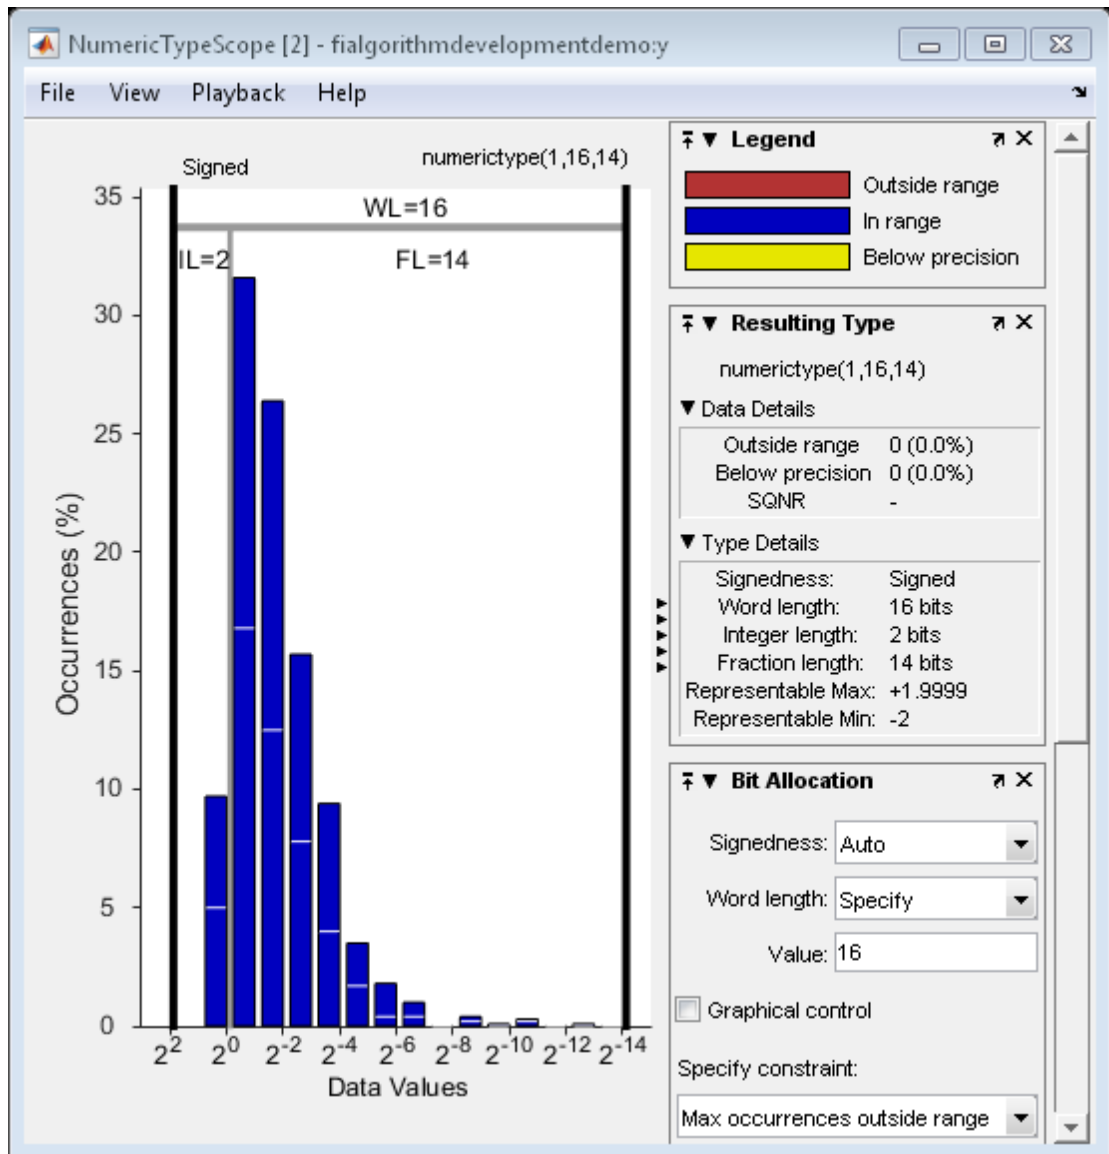 NumericTypeScope [2] - fialgorithmdevelopmentdemo:y
File View Playback Help
Signed numerictype(1,16,14)
WL=16
IL=2 FL=14
Occurrences (%)
35
30
25
20
15
10
5
0
2^2 2^0 2^-2 2^-4 2^-6 2^-8 2^-10 2^-12 2^-14
Data Values
Legend
Outside range
In range
Below precision
Resulting Type
numerictype(1,16,14)
Data Details
Outside range 0 (0.0%)
Below precision 0 (0.0%)
SQNR -
Type Details
Signedness: Signed
Word length: 16 bits
Integer length: 2 bits
Fraction length: 14 bits
Representable Max: +1.9999
Representable Min: -2
Bit Allocation
Signedness: Auto
Word length: Specify
Value: 16
Graphical control
Specify constraint:
Max occurrences outside range